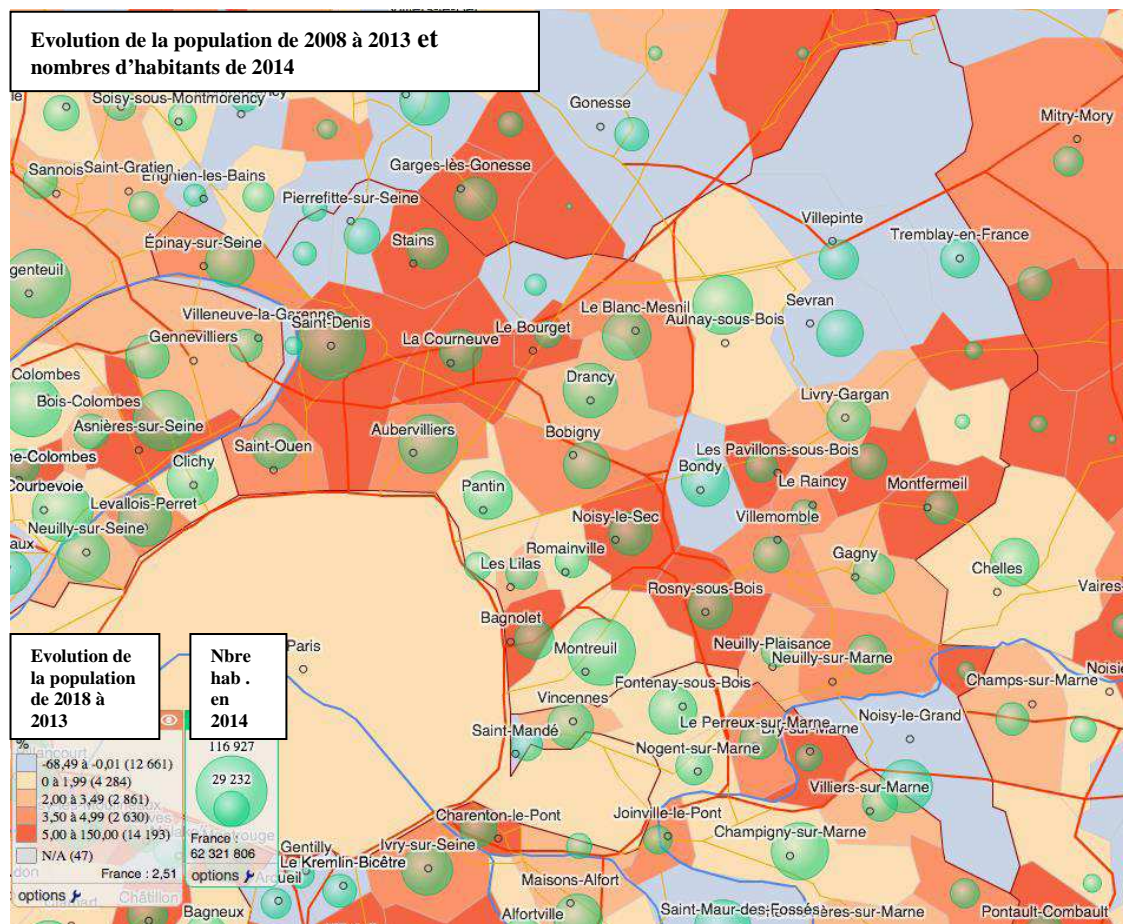 Evolution de la population de 2008 à 2013 et
nombres d'habitants de 2014
Soisy-sous-Montmorency
Gonesse
Mitry-Mory
Sannois
Saint-Gratien
Enghien-les-Bains
Garges-lès-Gonesse
Pierrefitte-sur-Seine
Villepinte
Tremblay-en-France
Épinay-sur-Seine
Stains
genteuil
Villeneuve-la-Garenne
Saint-Denis
Le Bourget
Le Blanc-Mesnil
Aulnay-sous-Bois
Sevran
Gennevilliers
La Courneuve
Colombes
Drancy
Bois-Colombes
Livry-Gargan
Asnières-sur-Seine
Saint-Ouen
Aubervilliers
Bobigny
Les Pavillons-sous-Bois
ne-Colombes
Clichy
Bondy
Le Raincy
Courbevoie
Levallois-Perret
Pantin
Montfermeil
Neuilly-sur-Seine
Noisy-le-Sec
Villemomble
aux
Romainville
Les Lilas
Gagny
Chelles
Vaires-
Rosny-sous-Bois
Bagnolet
Paris
Montreuil
Neuilly-Plaisance
Neuilly-sur-Marne
Noisie
Fontenay-sous-Bois
Champs-sur-Marne
Vincennes
Le Perreux-sur-Marne
Bry-sur-Marne
Noisy-le-Grand
Saint-Mandé
Nogent-sur-Marne
Villiers-sur-Marne
Charenton-le-Pont
Joinville-le-Pont
Champigny-sur-Marne
Gentilly
Ivry-sur-Seine
Le Kremlin-Bicêtre
Arcueil
Maisons-Alfort
Bagneux
Alfortville
Saint-Maur-des-Fossés
ères-sur-Marne
Pontault-Combault
Châtillon
Evolution de
la population
de 2018 à
2013
%
-68,49 à -0,01 (12 661)
0 à 1,99 (4 284)
2,00 à 3,49 (2 861)
3,50 à 4,99 (2 630)
5,00 à 150,00 (14 193)
N/A (47)
France : 2,51
options
Nbre
hab .
en
2014
116 927
29 232
France :
62 321 806
options